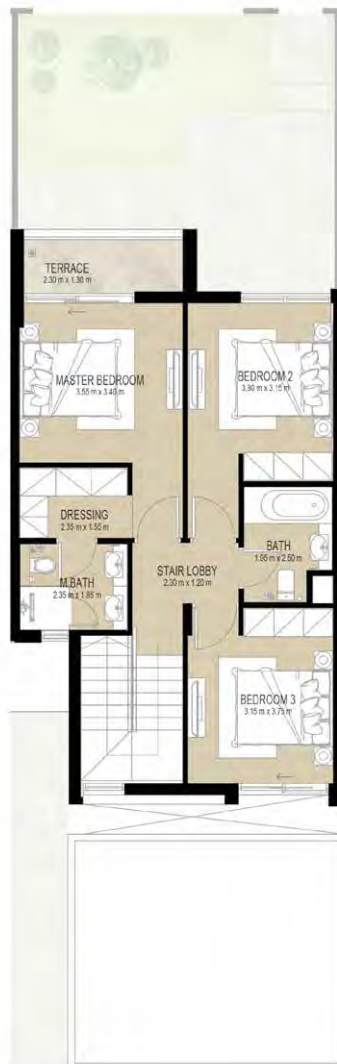 TERRACE
2.30 m x 1.30 m
MASTER BEDROOM
3.55 m x 3.40 m
BEDROOM 2
3.30 m x 3.15 m
DRESSING
2.35 m x 1.55 m
BATH
1.55 m x 2.50 m
STAIR LOBBY
2.30 m x 1.20 m
M.BATH
2.35 m x 1.85 m
BEDROOM 3
3.15 m x 3.75 m